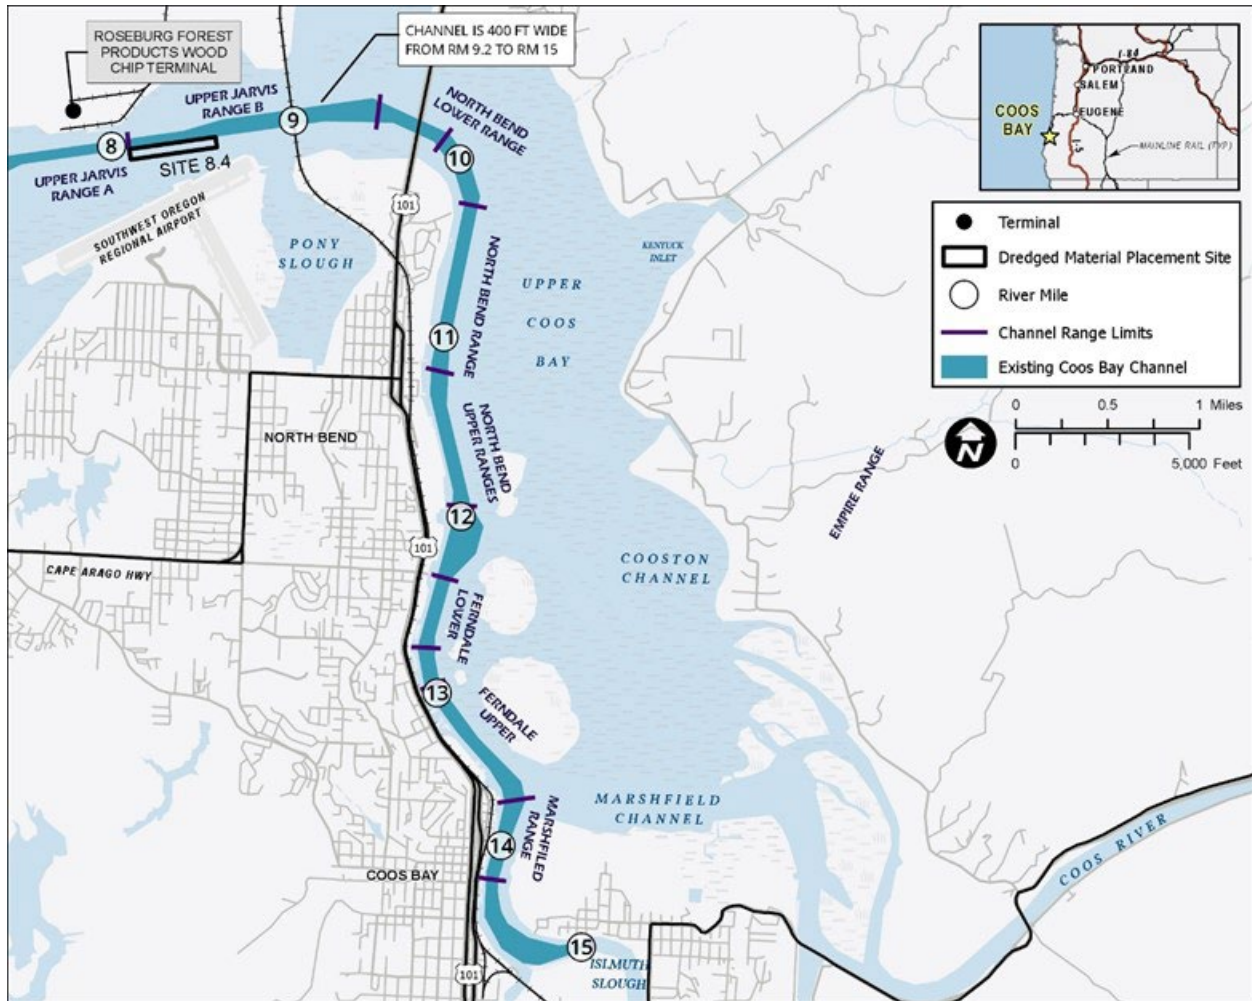 ROSEBURG FOREST
PRODUCTS WOOD
CHIP TERMINAL
CHANNEL IS 400 FT WIDE
FROM RM 9.2 TO RM 15
UPPER JARVIS
RANGE B
NORTH BEND
LOWER RANGE
8
9
10
SITE 8.4
UPPER JARVIS
RANGE A
SOUTHWEST OREGON
REGIONAL AIRPORT
101
PONY
SLOUGH
KENTUCK
INLET
UPPER
COOS
BAY
NORTH BEND RANGE
11
NORTH BEND
UPPER RANGES
NORTH BEND
12
101
CAPE ARAGO HWY
COOSTON
CHANNEL
EMPIRE RANGE
FERNDALE
LOWER
13
FERNDALE
UPPER
MARSHFIELD
CHANNEL
MARSHFILED
RANGE
14
COOS BAY
COOS RIVER
15
ISLMUTH
SLOUGH
101
I-84
PORTRAND
SALEM
EUGENE
COOS
BAY
I-5
MAINLINE RAIL (TYP)
Terminal
Dredged Material Placement Site
River Mile
Channel Range Limits
Existing Coos Bay Channel
0 0.5 1 Miles
0 5,000 Feet
N